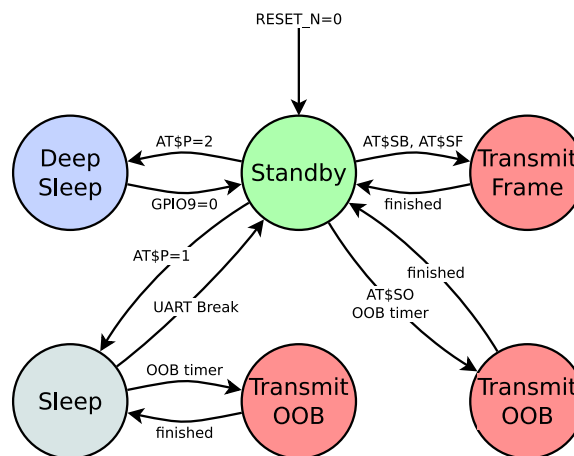 RESET_N=0
AT$P=2
AT$SB, AT$SF
Deep
Sleep
Standby
Transmit
Frame
GPIO9=0
finished
AT$P=1
finished
AT$SO
OOB timer
UART Break
OOB timer
Sleep
Transmit
OOB
Transmit
OOB
finished